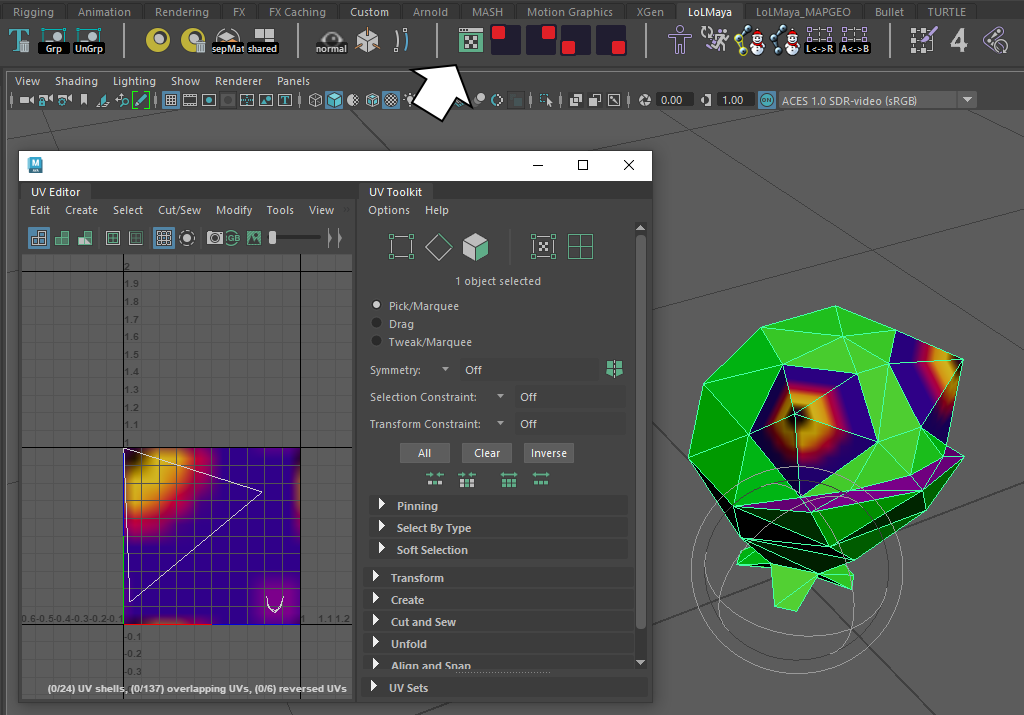 Rigging Animation Rendering FX FX Caching Custom Arnold MASH Motion Graphics XGen LoLMaya LoLMaya_MAPGEO Bullet TURTLE
Grp UnGrp sepMat shared normal L<->R A<->B 4
View Shading Lighting Show Renderer Panels
0.00 1.00 ON ACES 1.0 SDR-video (sRGB)
M
UV Editor
UV Toolkit
Edit Create Select Cut/Sew Modify Tools View
Options Help
GB
1 object selected
Pick/Marquee
Drag
Tweak/Marquee
Symmetry: Off
Selection Constraint: Off
Transform Constraint: Off
All Clear Inverse
Pinning
Select By Type
Soft Selection
Transform
Create
Cut and Sew
Unfold
Align and Snap
UV Sets
2
1.9
1.8
1.7
1.6
1.5
1.4
1.3
1.2
1.1
1
0.6-0.5-0.4-0.3-0.2-0.1 1 1.1 1.2
-0.1
-0.2
-0.3
(0/24) UV shells, (0/137) overlapping UVs, (0/6) reversed UVs